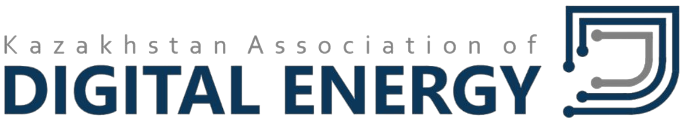 Kazakhstan Association of
DIGITAL ENERGY